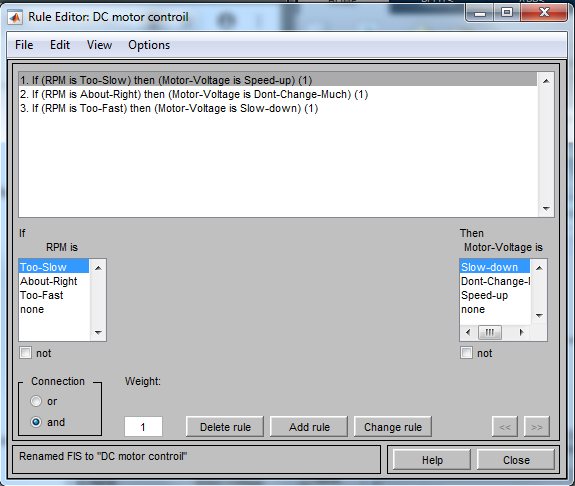 Rule Editor: DC motor controil
File Edit View Options
1. If (RPM is Too-Slow) then (Motor-Voltage is Speed-up) (1)
2. If (RPM is About-Right) then (Motor-Voltage is Dont-Change-Much) (1)
3. If (RPM is Too-Fast) then (Motor-Voltage is Slow-down) (1)
If
RPM is
Too-Slow
About-Right
Too-Fast
none
not
Then
Motor-Voltage is
Slow-down
Dont-Change-
Speed-up
none
not
Connection
or
and
Weight:
1
Delete rule
Add rule
Change rule
<<
>>
Renamed FIS to "DC motor controil"
Help
Close